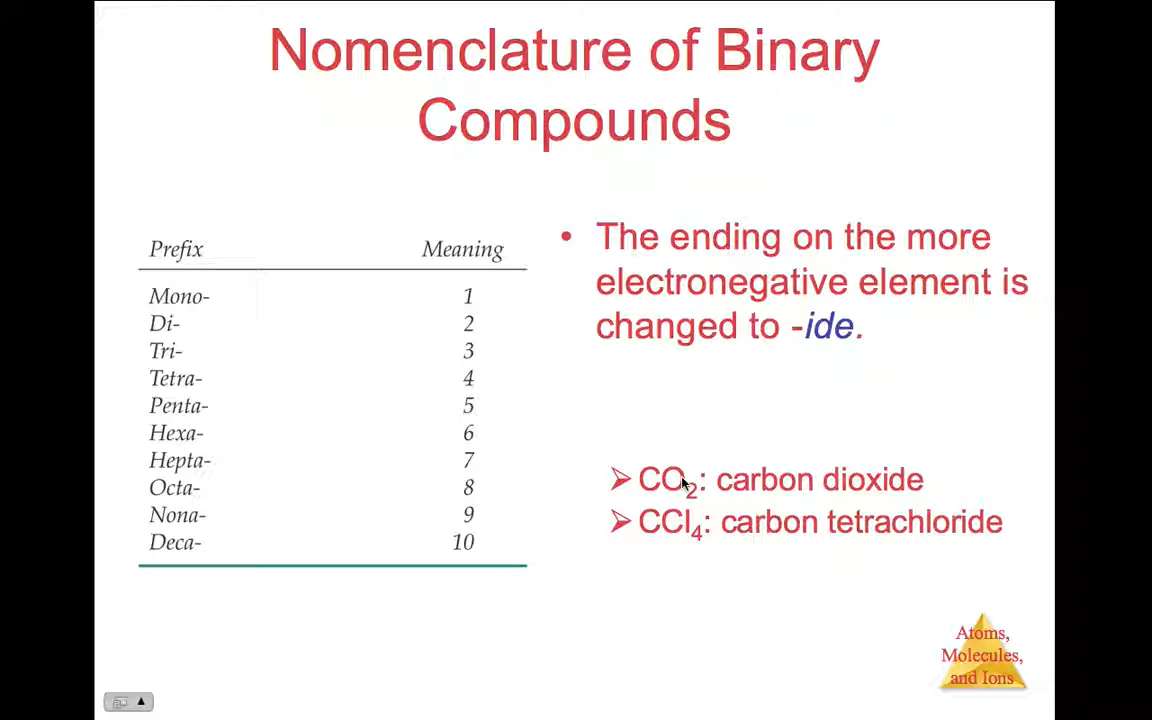 Nomenclature of Binary
Compounds
Prefix Meaning
Mono- 1
Di- 2
Tri- 3
Tetra- 4
Penta- 5
Hexa- 6
Hepta- 7
Octa- 8
Nona- 9
Deca- 10
• The ending on the more
electronegative element is
changed to -ide.
➢ CO₂: carbon dioxide
➢ CCl₄: carbon tetrachloride
Atoms,
Molecules,
and Ions